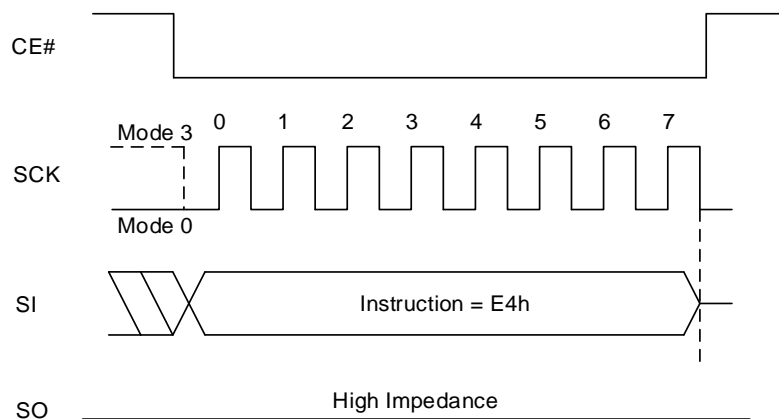 CE#
0 1 2 3 4 5 6 7
Mode 3
SCK
Mode 0
SI
Instruction = E4h
High Impedance
SO